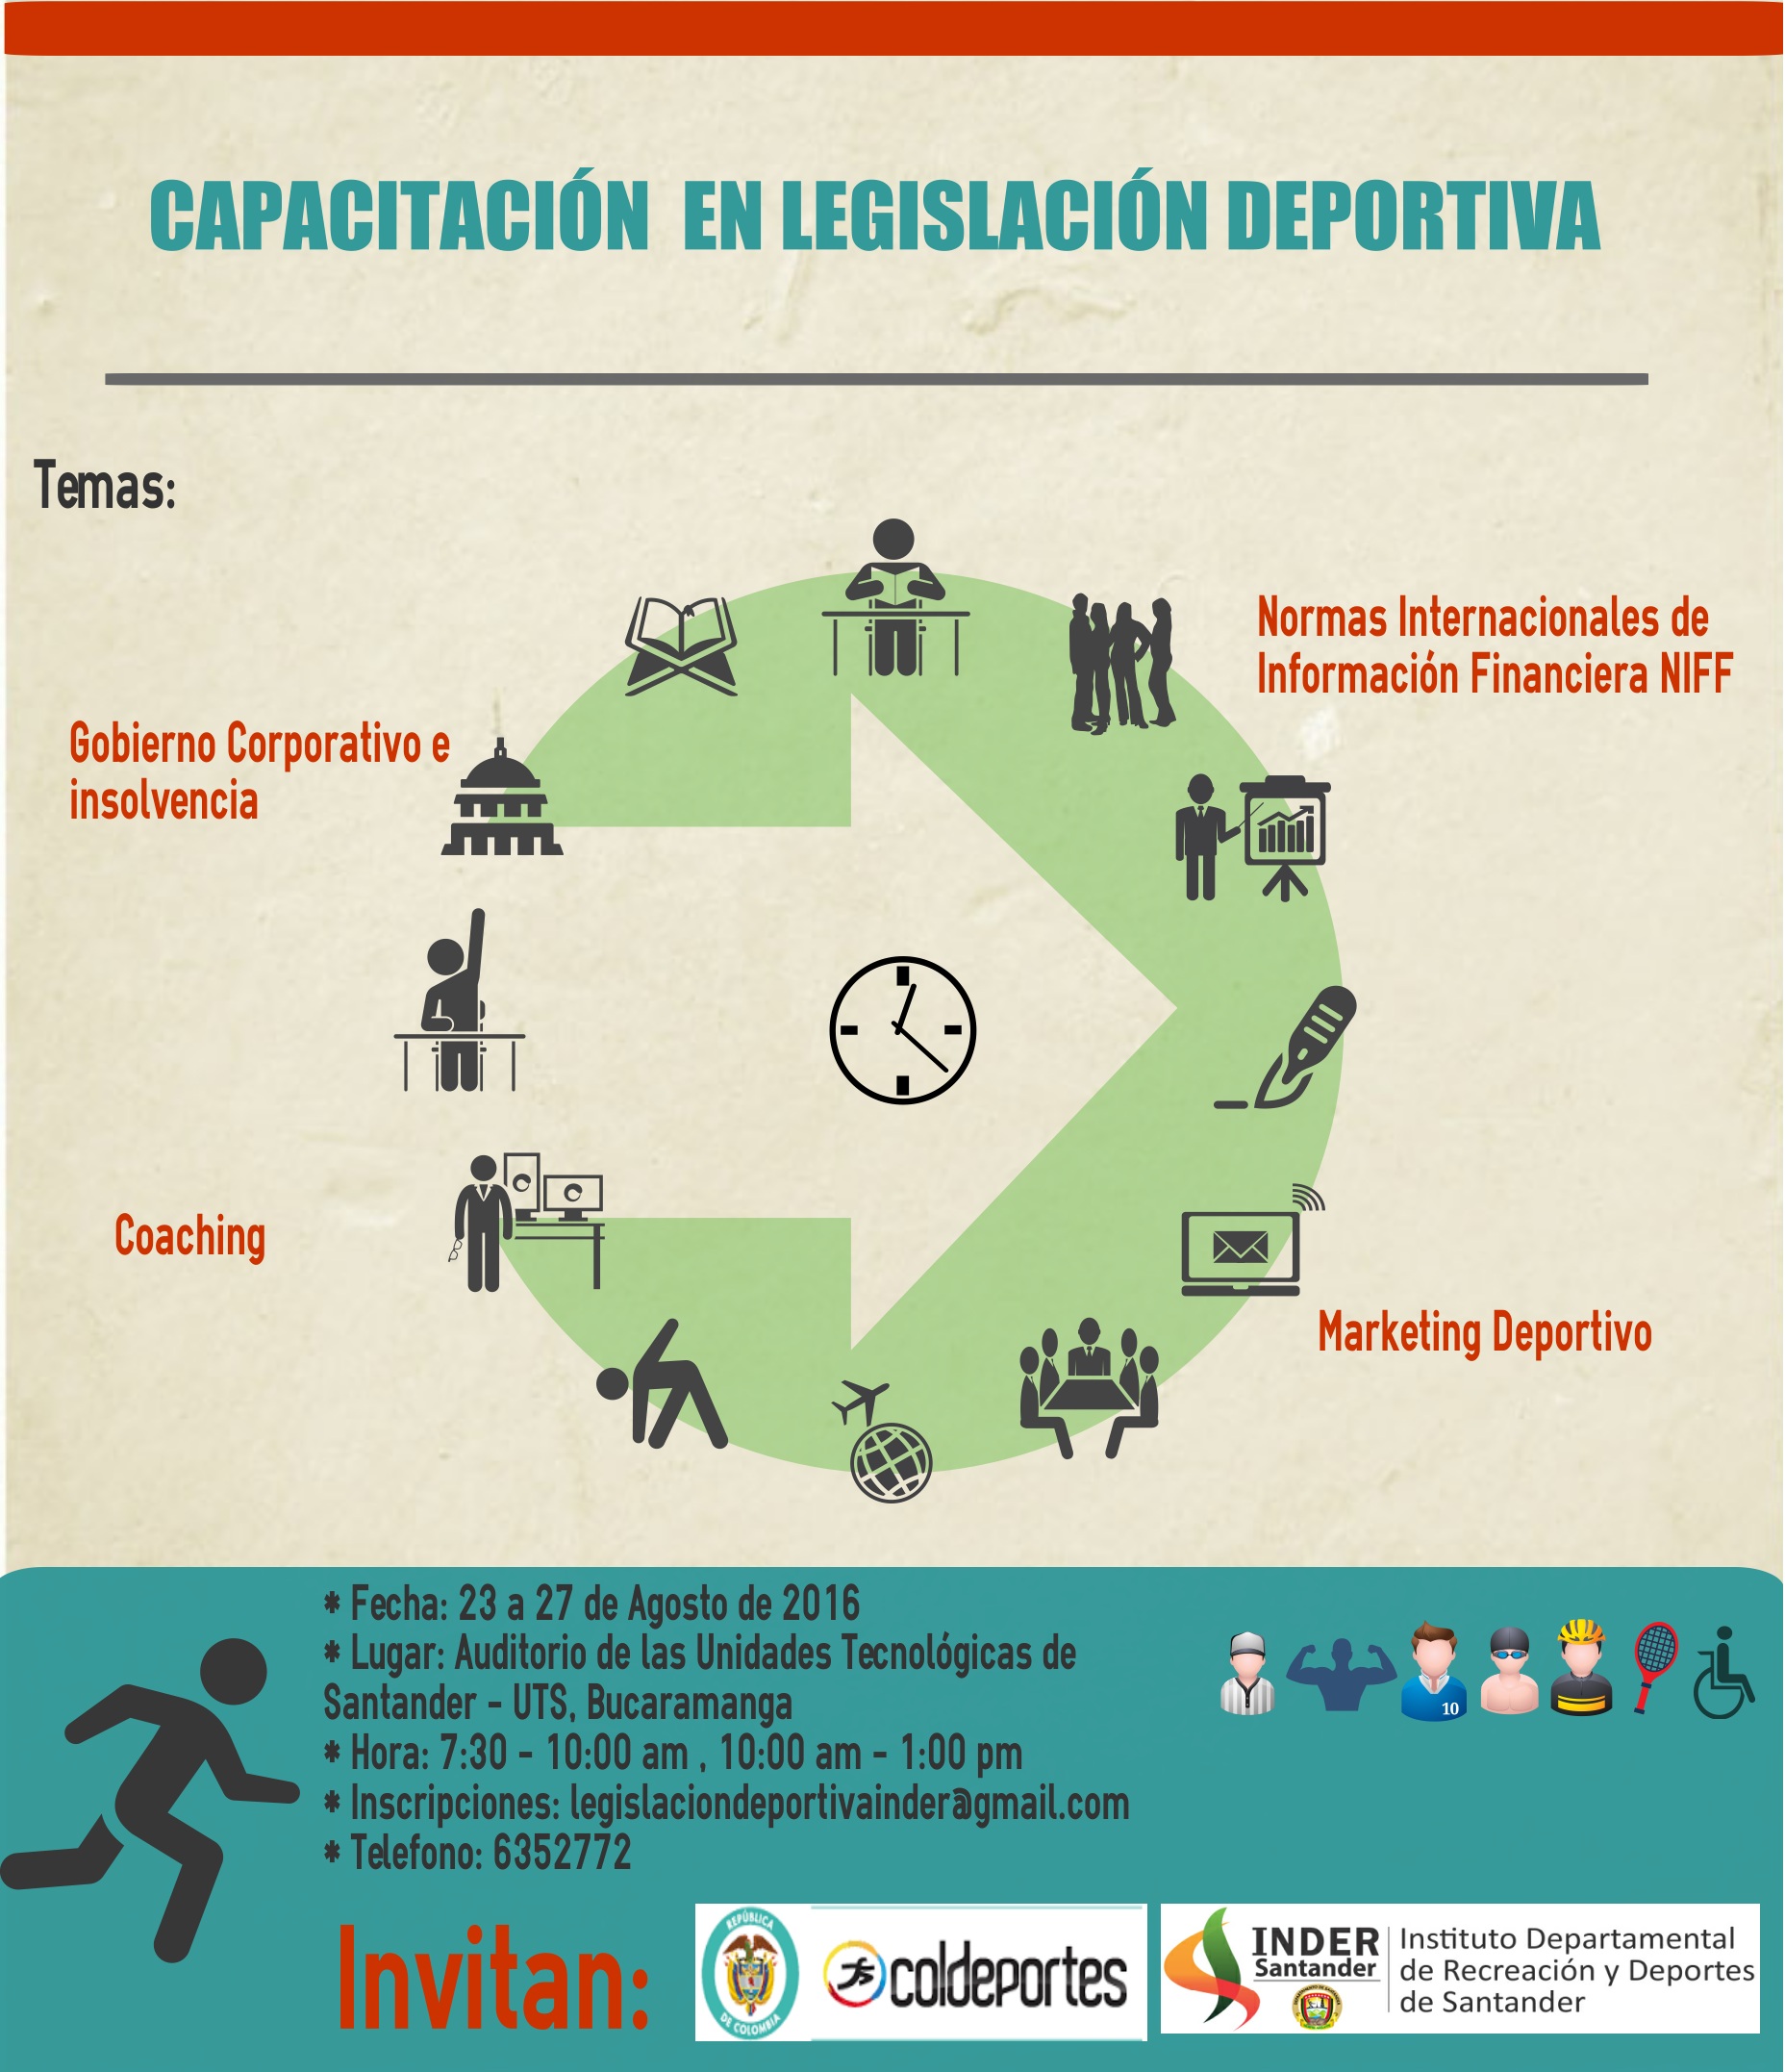 CAPACITACIÓN EN LEGISLACIÓN DEPORTIVA
Temas:
Normas Internacionales de
Información Financiera NIFF
Gobierno Corporativo e
insolvencia
Coaching
Marketing Deportivo
* Fecha: 23 a 27 de Agosto de 2016
* Lugar: Auditorio de las Unidades Tecnológicas de
Santander - UTS, Bucaramanga
* Hora: 7:30 - 10:00 am , 10:00 am - 1:00 pm
* Inscripciones: legislaciondeportivainder@gmail.com
* Telefono: 6352772
10
Invitan:
REPÚBLICA
DE COLOMBIA
coldeportes
INDER
Santander
Instituto Departamental
de Recreación y Deportes
de Santander